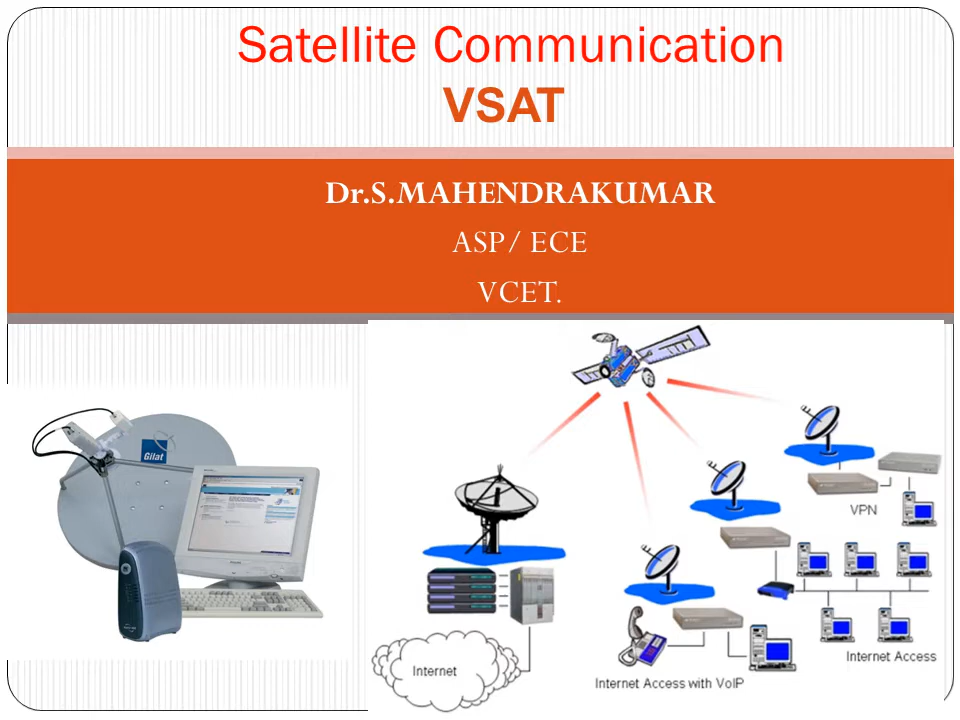 Satellite Communication
VSAT
Dr.S.MAHENDRAKUMAR
ASP/ ECE
VCET.
Gilat
VPN
Internet
Internet Access with VoIP
Internet Access